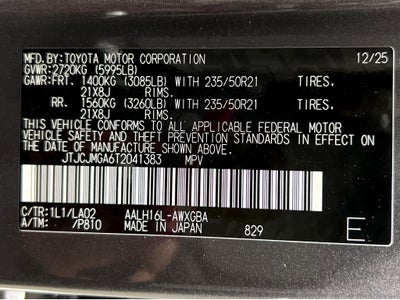 MFD.BY:TOYOTA MOTOR CORPORATION 12/25
GVWR:2720KG (5995LB)
GAWR:FRT. 1400KG (3085LB) WITH 235/50R21 TIRES.
21X8J RIMS.
RR. 1560KG (3260LB) WITH 235/50R21 TIRES.
21X8J RIMS.
THIS VEHICLE CONFORMS TO ALL APPLICABLE FEDERAL MOTOR
VEHICLE SAFETY AND THEFT PREVENTION STANDARDS IN EFFECT ON
THE DATE OF MANUFACTURE SHOWN ABOVE.
JTJCJMGA6T2041383 MPV
C/TR:1L1/LA02 AALH16L-AWXGBA
A/TM: /P810 MADE IN JAPAN 829 E